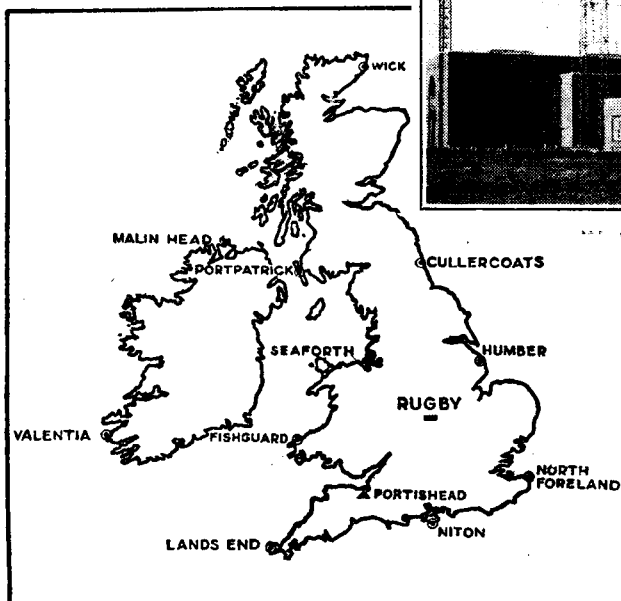 WICK
MALIN HEAD
PORTPATRICK
CULLERCOATS
SEAFORTH
HUMBER
RUGBY
VALENTIA
FISHGUARD
NORTH
FORELAND
PORTISHEAD
NITON
LANDS END